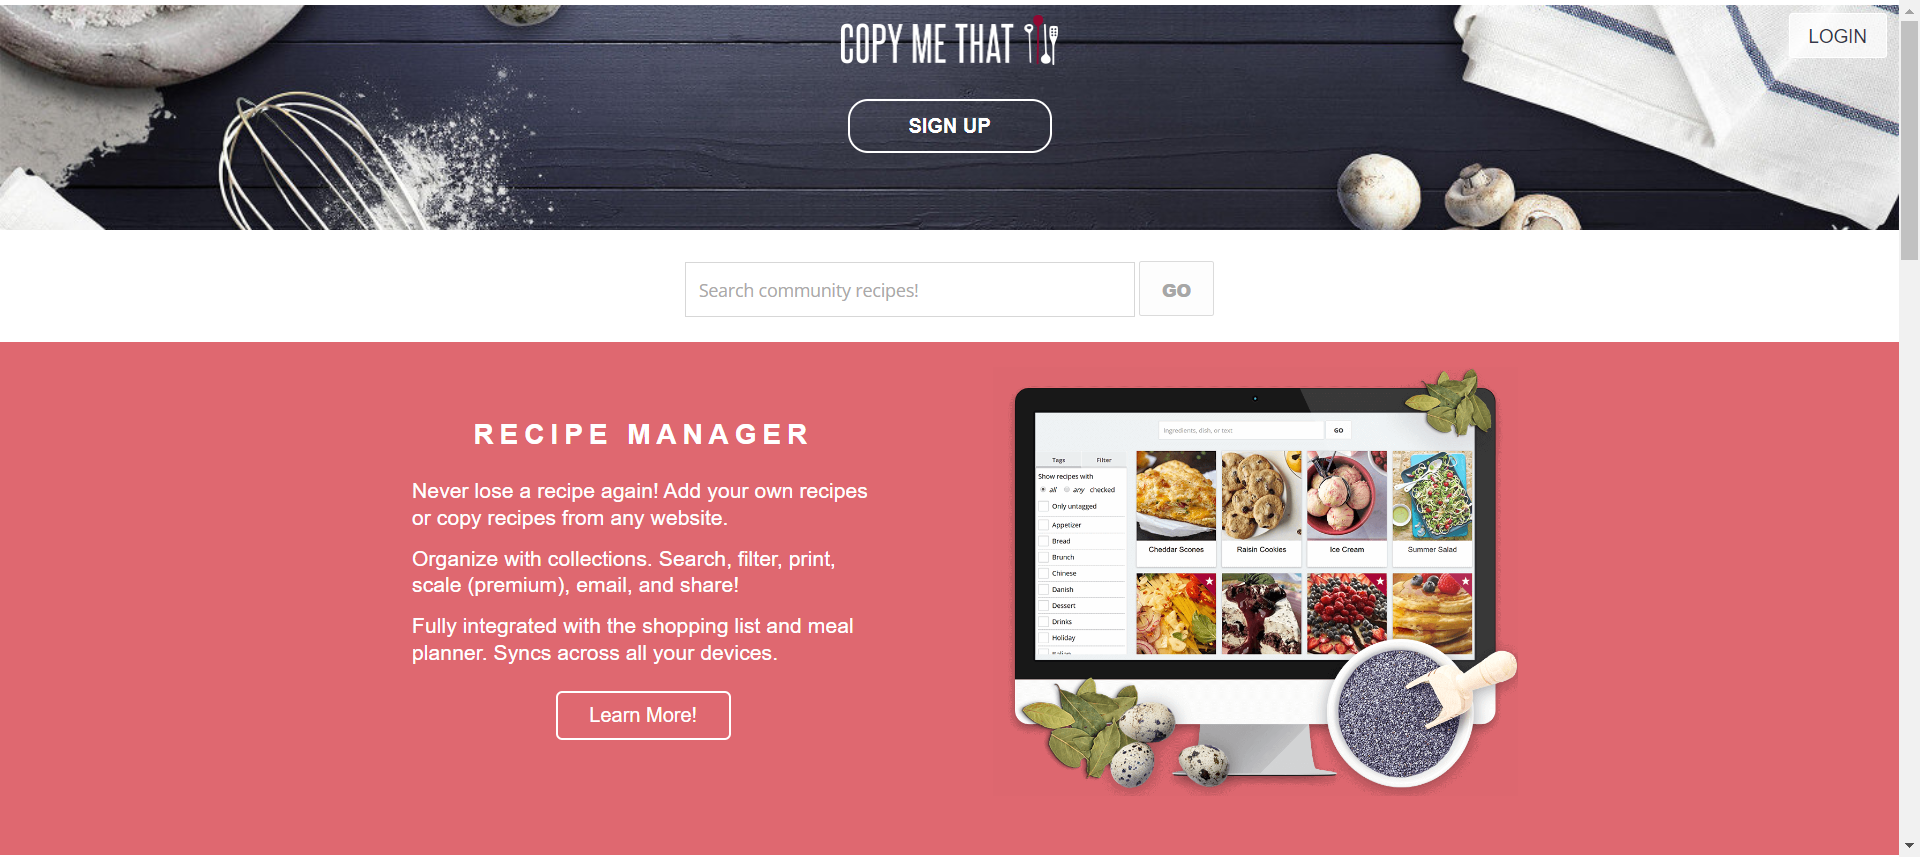 COPY ME THAT
LOGIN
SIGN UP
Search community recipes!
GO
RECIPE MANAGER
Never lose a recipe again! Add your own recipes
or copy recipes from any website.
Organize with collections. Search, filter, print,
scale (premium), email, and share!
Fully integrated with the shopping list and meal
planner. Syncs across all your devices.
Learn More!
Ingredients, dish, or text
GO
Tags Filter
Show recipes with
all any checked
Only untagged
Appetizer
Bread
Brunch
Chinese
Danish
Dessert
Drinks
Holiday
Cheddar Scones Raisin Cookies Ice Cream Summer Salad